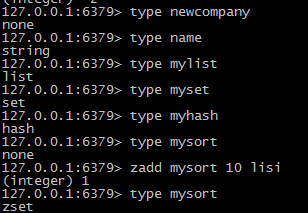 (integer) 2
127.0.0.1:6379> type newcompany
none
127.0.0.1:6379> type name
string
127.0.0.1:6379> type mylist
list
127.0.0.1:6379> type myset
set
127.0.0.1:6379> type myhash
hash
127.0.0.1:6379> type mysort
none
127.0.0.1:6379> zadd mysort 10 lisi
(integer) 1
127.0.0.1:6379> type mysort
zset